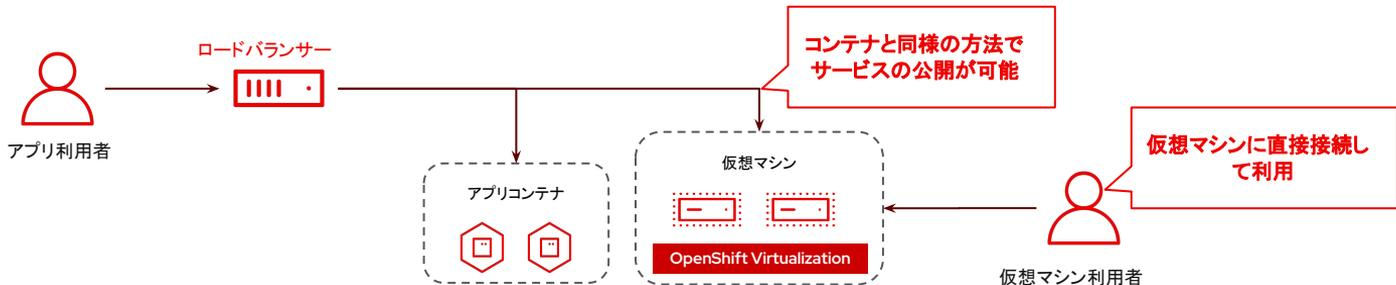 コンテナと同様の方法で
サービスの公開が可能
ロードバランサー
アプリ利用者
仮想マシンに直接接続し
て利用
仮想マシン
アプリコンテナ
OpenShift Virtualization
仮想マシン利用者